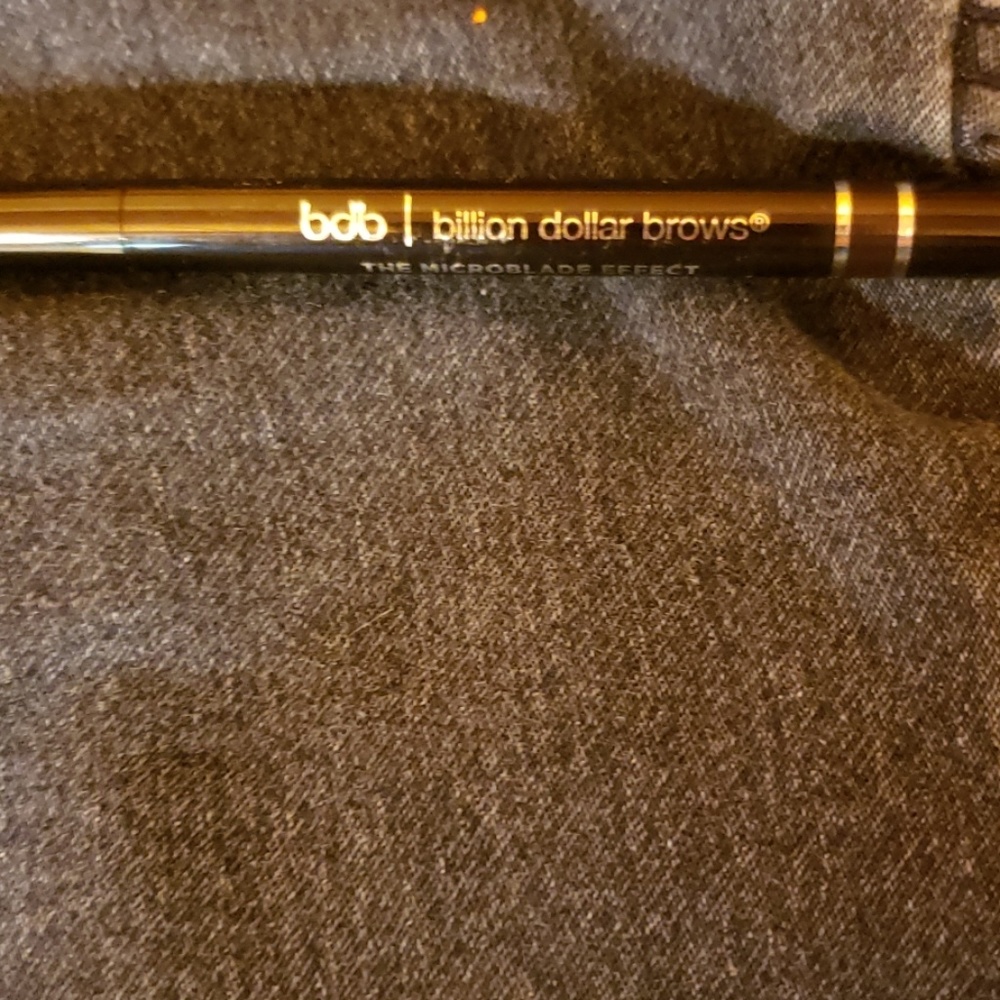 bdb | billion dollar brows®
THE MICROBLADE EFFECT